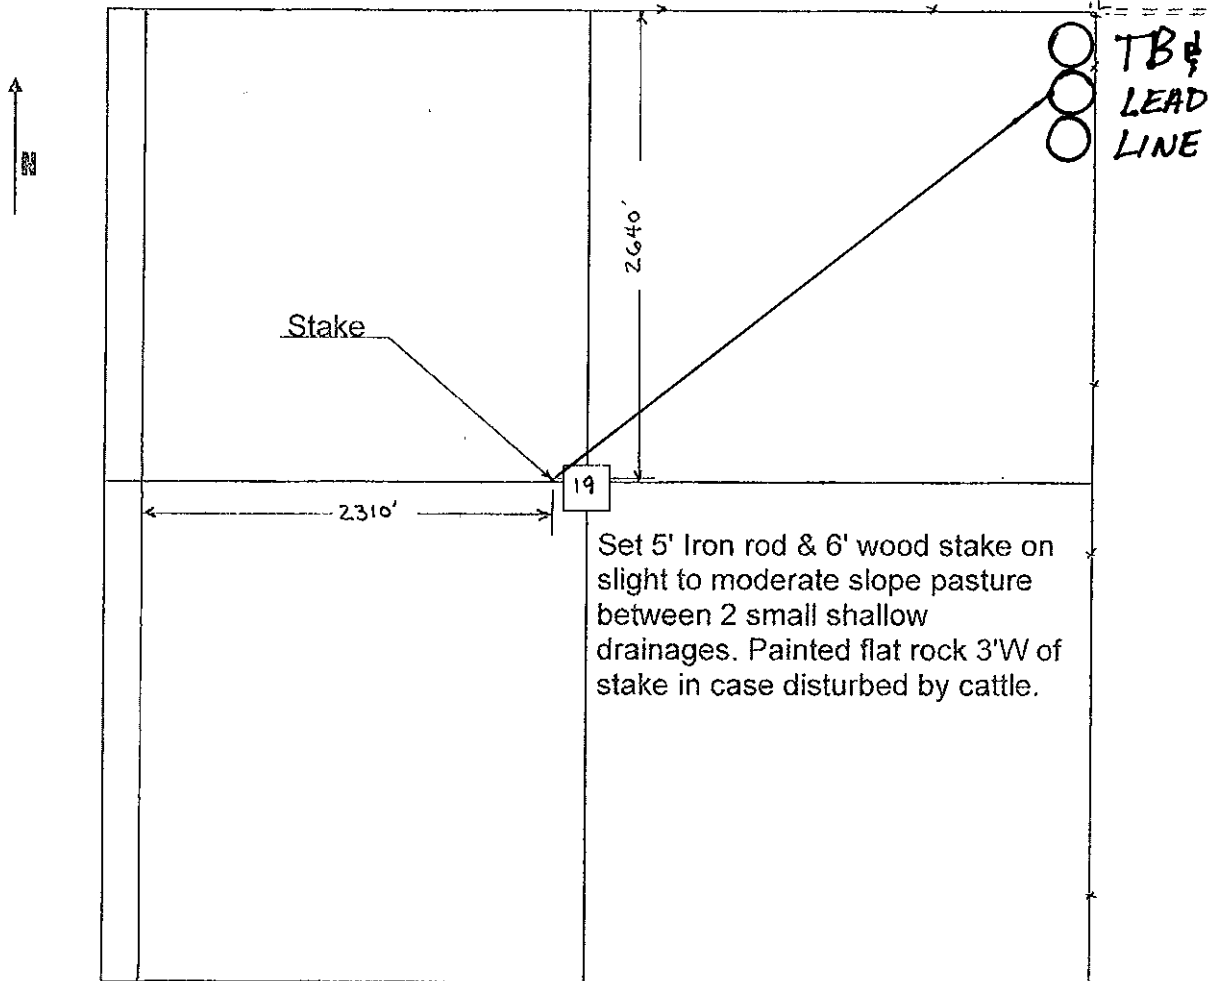 TB &
LEAD
LINE
N
2640'
Stake
19
2310'
Set 5' Iron rod & 6' wood stake on
slight to moderate slope pasture
between 2 small shallow
drainages. Painted flat rock 3'W of
stake in case disturbed by cattle.